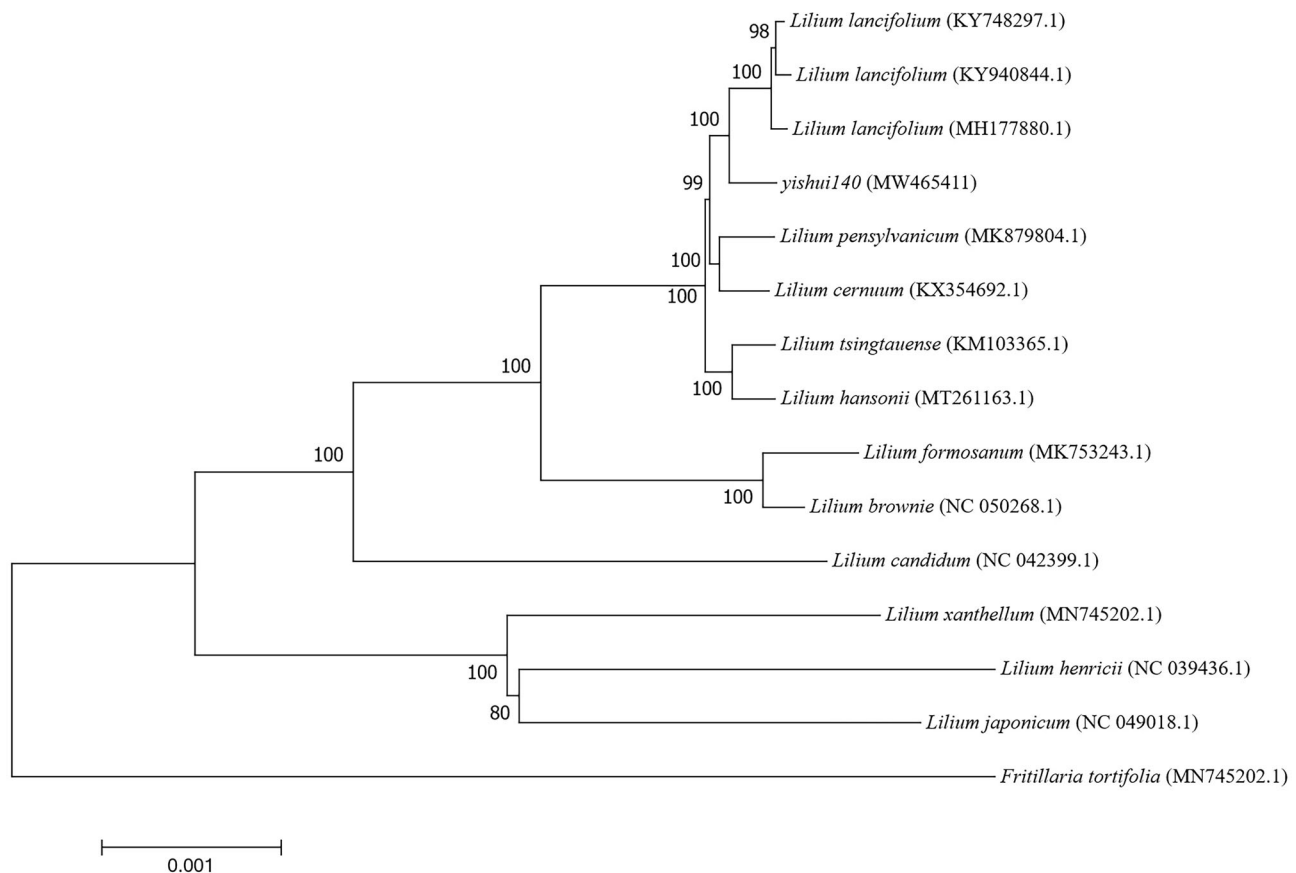 Lilium lancifolium (KY748297.1)
98
Lilium lancifolium (KY940844.1)
100
Lilium lancifolium (MH177880.1)
100
yishui140 (MW465411)
99
Lilium pensylvanicum (MK879804.1)
100
Lilium cernuum (KX354692.1)
100
Lilium tsingtauense (KM103365.1)
100
Lilium hansonii (MT261163.1)
100
Lilium formosanum (MK753243.1)
100
Lilium brownie (NC 050268.1)
100
Lilium candidum (NC 042399.1)
Lilium xanthellum (MN745202.1)
100
Lilium henricii (NC 039436.1)
80
Lilium japonicum (NC 049018.1)
Fritillaria tortifolia (MN745202.1)
0.001